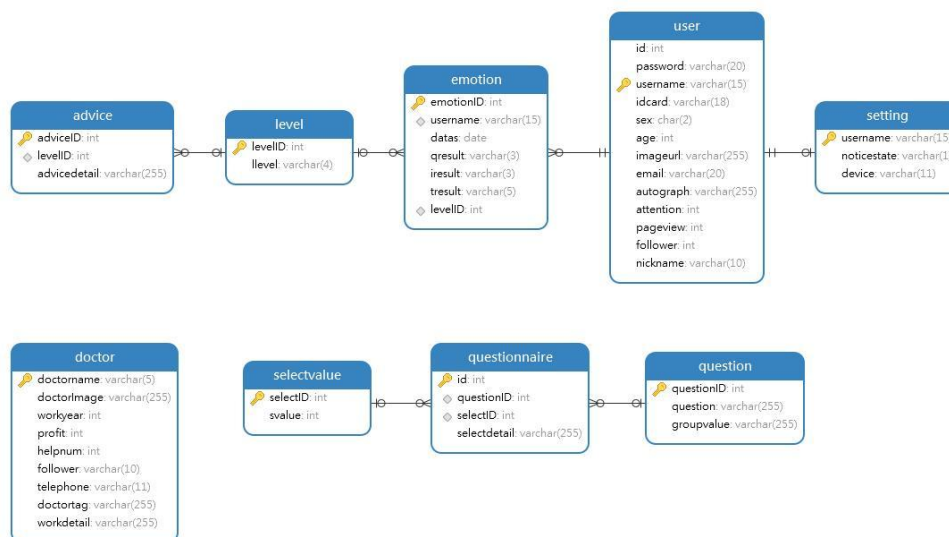 user
id: int
password: varchar(20)
username: varchar(15)
idcard: varchar(18)
sex: char(2)
age: int
imageurl: varchar(255)
email: varchar(20)
autograph: varchar(255)
attention: int
pageview: int
follower: int
nickname: varchar(10)
emotion
emotionID: int
username: varchar(15)
datas: date
qresult: varchar(3)
iresult: varchar(3)
tresult: varchar(5)
levelID: int
advice
adviceID: int
levelID: int
advicedetail: varchar(255)
level
levelID: int
llevel: varchar(4)
setting
username: varchar(15)
noticestate: varchar(1
device: varchar(11)
doctor
doctorname: varchar(5)
doctorImage: varchar(255)
workyear: int
profit: int
helpnum: int
follower: varchar(10)
telephone: varchar(11)
doctortag: varchar(255)
workdetail: varchar(255)
selectvalue
selectID: int
svalue: int
questionnaire
id: int
questionID: int
selectID: int
selectdetail: varchar(255)
question
questionID: int
question: varchar(255)
groupvalue: varchar(255)